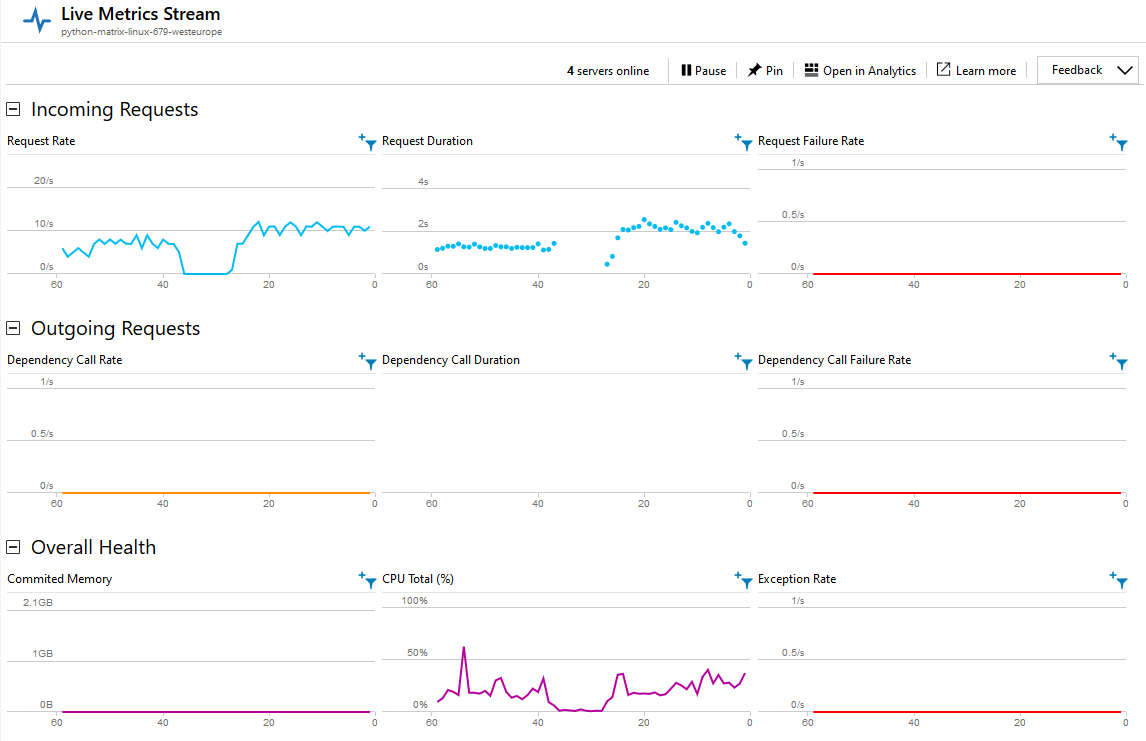 Live Metrics Stream
python-matrix-linux-679-westeurope
4 servers online Pause Pin Open in Analytics Learn more Feedback
Incoming Requests
Request Rate
20/s
10/s
0/s
60 40 20 0
Request Duration
4s
2s
0s
60 40 20 0
Request Failure Rate
1/s
0.5/s
0/s
60 40 20 0
Outgoing Requests
Dependency Call Rate
1/s
0.5/s
0/s
60 40 20 0
Dependency Call Duration
60 40 20 0
Dependency Call Failure Rate
1/s
0.5/s
0/s
60 40 20 0
Overall Health
Commited Memory
2.1GB
1GB
0B
60 40 20 0
CPU Total (%)
100%
50%
0%
60 40 20 0
Exception Rate
1/s
0.5/s
0/s
60 40 20 0